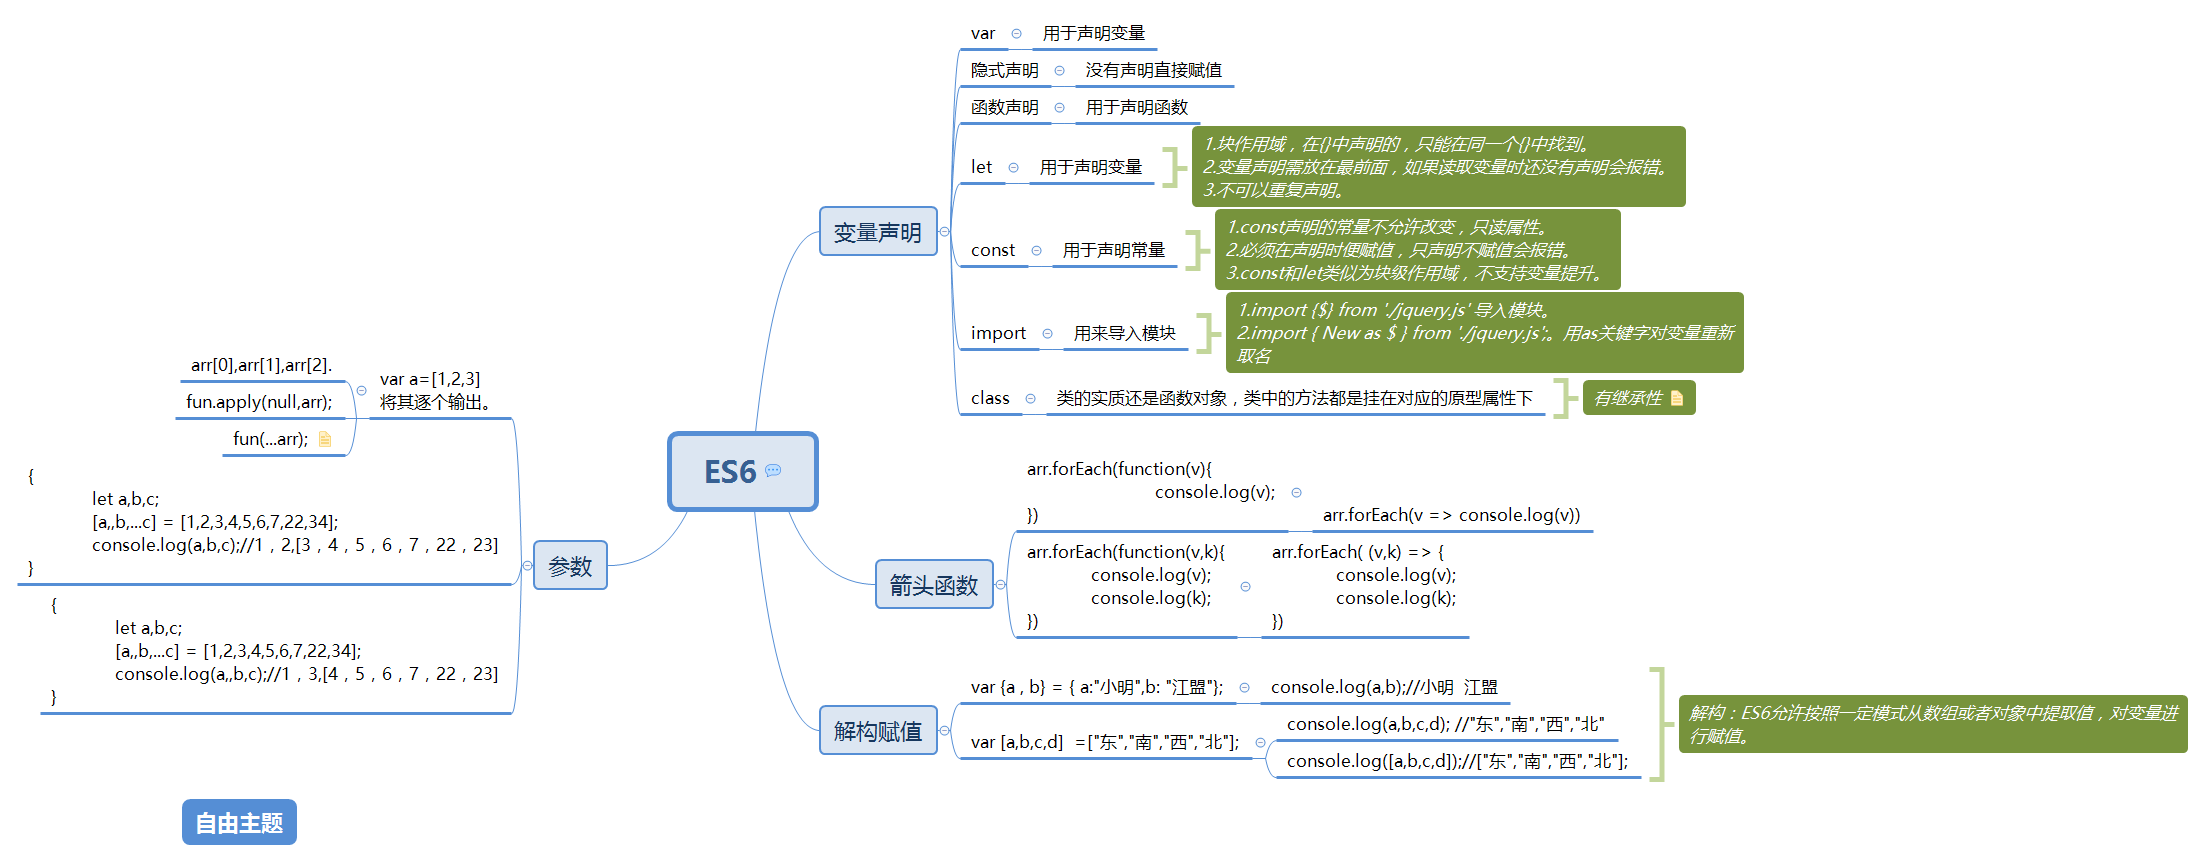 ES6
变量声明
var
用于声明变量
隐式声明
没有声明直接赋值
函数声明
用于声明函数
let
用于声明变量
1.块作用域，在{}中声明的，只能在同一个{}中找到。
2.变量声明需放在最前面，如果读取变量时还没有声明会报错。
3.不可以重复声明。
const
用于声明常量
1.const声明的常量不允许改变，只读属性。
2.必须在声明时便赋值，只声明不赋值会报错。
3.const和let类似为块级作用域，不支持变量提升。
import
用来导入模块
1.import {$} from './jquery.js' 导入模块。
2.import { New as $ } from './jquery.js';。用as关键字对变量重新
取名
class
类的实质还是函数对象，类中的方法都是挂在对应的原型属性下
有继承性
箭头函数
arr.forEach(function(v){
console.log(v);
})
arr.forEach(v => console.log(v))
arr.forEach(function(v,k){
console.log(v);
console.log(k);
})
arr.forEach( (v,k) => {
console.log(v);
console.log(k);
})
解构赋值
var {a , b} = { a:"小明",b: "江盟"};
console.log(a,b);//小明  江盟
var [a,b,c,d]  =["东","南","西","北"];
console.log(a,b,c,d); //"东","南","西","北"
console.log([a,b,c,d]);//["东","南","西","北"];
解构：ES6允许按照一定模式从数组或者对象中提取值，对变量进
行赋值。
参数
var a=[1,2,3]
将其逐个输出。
arr[0],arr[1],arr[2].
fun.apply(null,arr);
fun(...arr);
{
let a,b,c;
[a,,b,...c] = [1,2,3,4,5,6,7,22,34];
console.log(a,b,c);//1，2,[3，4，5，6，7，22，23]
}
{
let a,b,c;
[a,,b,...c] = [1,2,3,4,5,6,7,22,34];
console.log(a,,b,c);//1，3,[4，5，6，7，22，23]
}
自由主题